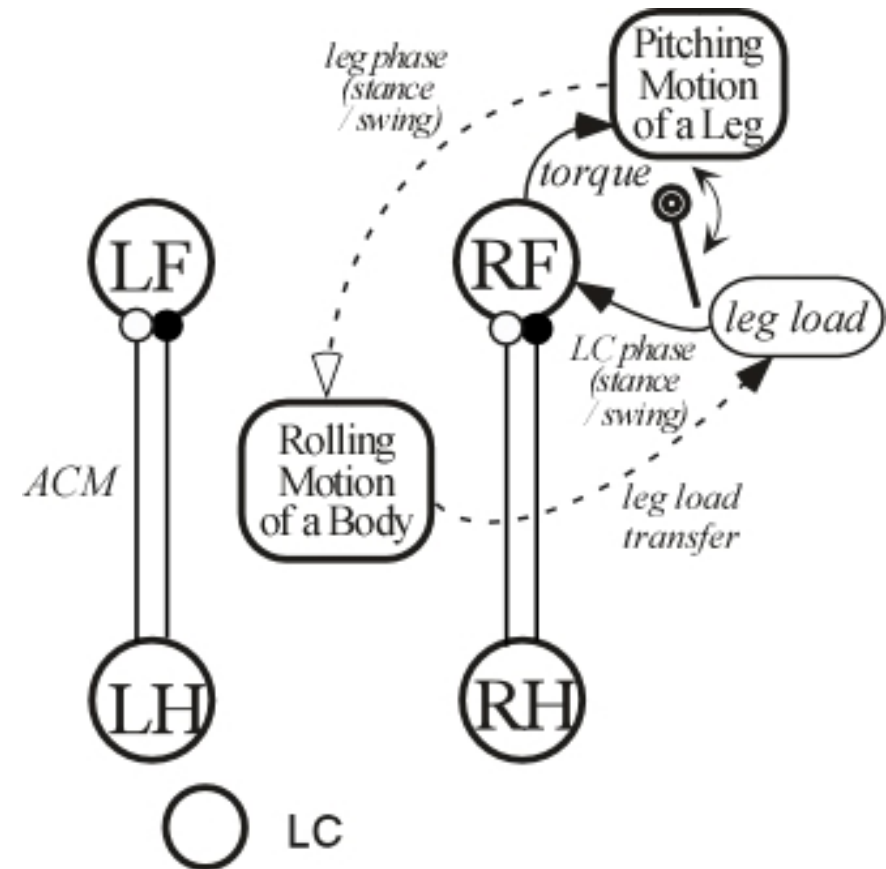 leg phase
(stance
/ swing)
Pitching
Motion
of a Leg
torque
LF
RF
leg load
LC phase
(stance
/ swing)
Rolling
Motion
of a Body
ACM
leg load
transfer
LH
RH
LC